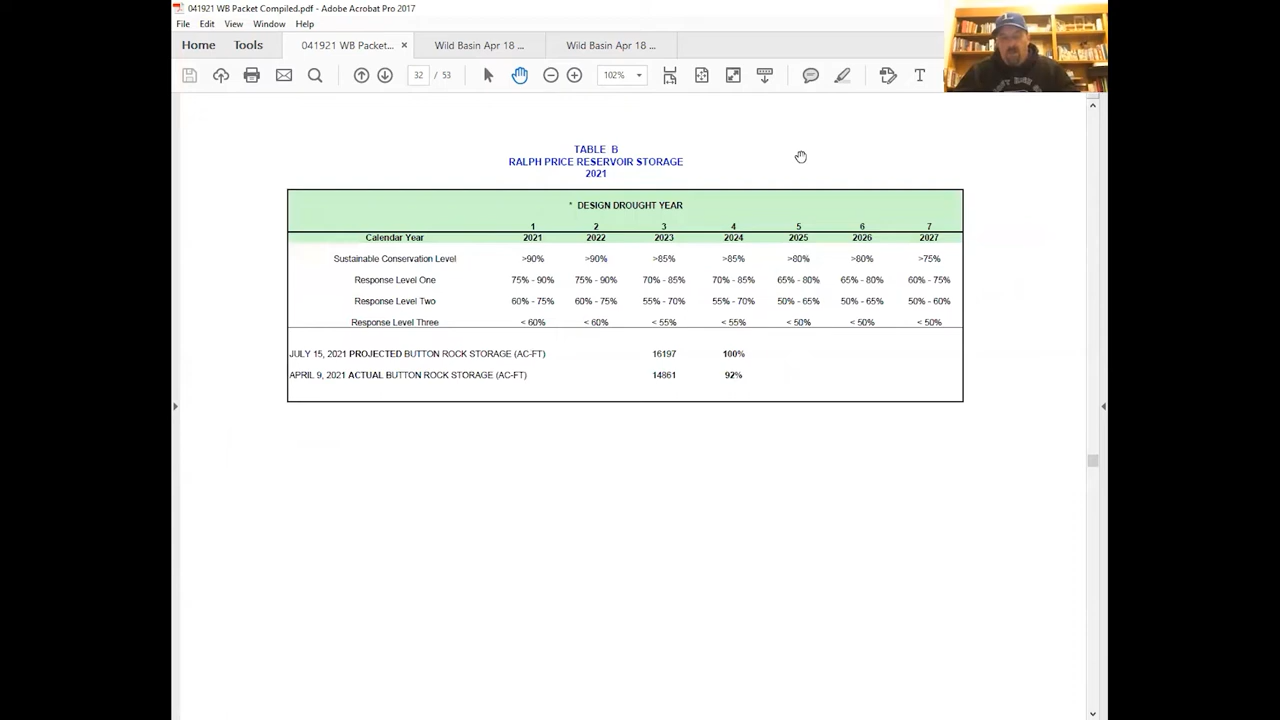 041921 WB Packet Compiled.pdf - Adobe Acrobat Pro 2017
File Edit View Window Help
Home Tools 041921 WB Packet... × Wild Basin Apr 18 ... Wild Basin Apr 18 ...
32 / 53 102%
TABLE B
RALPH PRICE RESERVOIR STORAGE
2021
* DESIGN DROUGHT YEAR
1 2 3 4 5 6 7
Calendar Year 2021 2022 2023 2024 2025 2026 2027
Sustainable Conservation Level >90% >90% >85% >85% >80% >80% >75%
Response Level One 75% - 90% 75% - 90% 70% - 85% 70% - 85% 65% - 80% 65% - 80% 60% - 75%
Response Level Two 60% - 75% 60% - 75% 55% - 70% 55% - 70% 50% - 65% 50% - 65% 50% - 60%
Response Level Three < 60% < 60% < 55% < 55% < 50% < 50% < 50%
JULY 15, 2021 PROJECTED BUTTON ROCK STORAGE (AC-FT) 16197 100%
APRIL 9, 2021 ACTUAL BUTTON ROCK STORAGE (AC-FT) 14861 92%